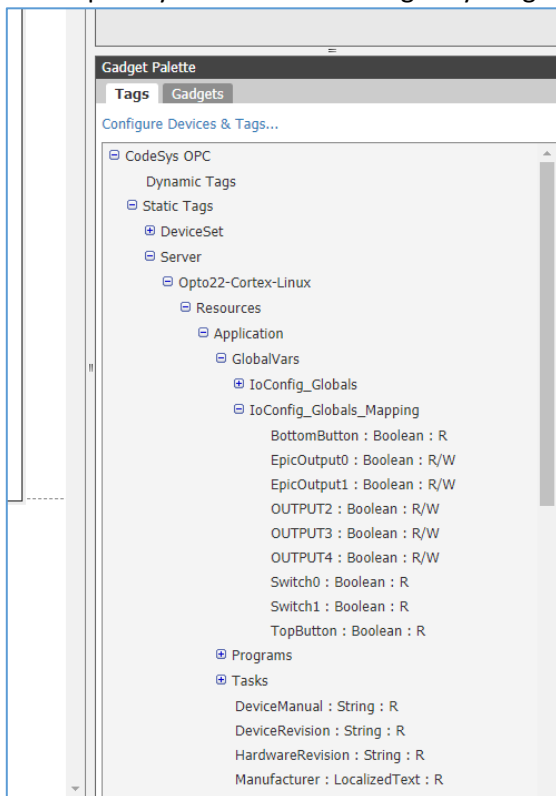 Gadget Palette
Tags Gadgets
Configure Devices & Tags...
CodeSys OPC
Dynamic Tags
Static Tags
DeviceSet
Server
Opto22-Cortex-Linux
Resources
Application
GlobalVars
IoConfig_Globals
IoConfig_Globals_Mapping
BottomButton : Boolean : R
EpicOutput0 : Boolean : R/W
EpicOutput1 : Boolean : R/W
OUTPUT2 : Boolean : R/W
OUTPUT3 : Boolean : R/W
OUTPUT4 : Boolean : R/W
Switch0 : Boolean : R
Switch1 : Boolean : R
TopButton : Boolean : R
Programs
Tasks
DeviceManual : String : R
DeviceRevision : String : R
HardwareRevision : String : R
Manufacturer : LocalizedText : R